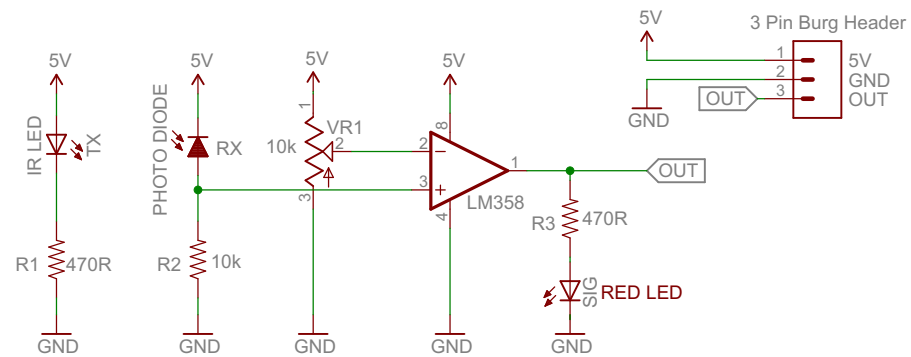 3 Pin Burg Header
5V
1
5V
2
GND
3
OUT
OUT
GND
5V
5V
5V
5V
IR LED
TX
PHOTO DIODE
RX
1
VR1
10k
2
3
8
2
3
4
1
LM358
OUT
R1
470R
R2
10k
R3
470R
SIG
RED LED
GND
GND
GND
GND
GND